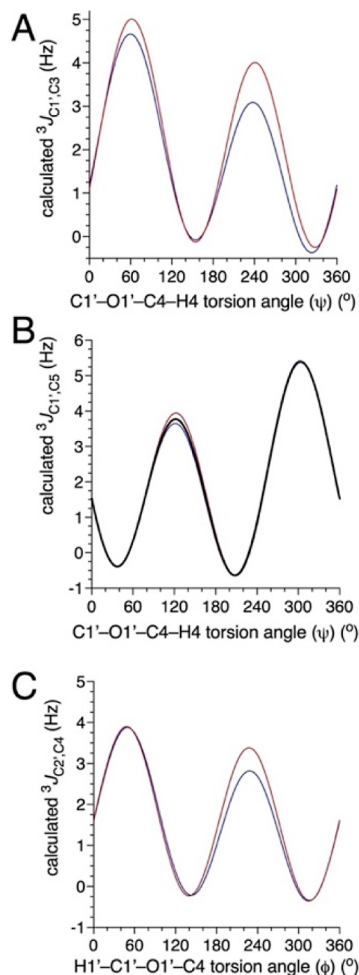 A
calculated ³J_C1',C3 (Hz)
5
4
3
2
1
0
0 60 120 180 240 300 360
C1'–O1'–C4–H4 torsion angle (ψ) (°)
B
calculated ³J_C1',C5 (Hz)
6
5
4
3
2
1
0
-1
0 60 120 180 240 300 360
C1'–O1'–C4–H4 torsion angle (ψ) (°)
C
calculated ³J_C2',C4 (Hz)
5
4
3
2
1
0
-1
0 60 120 180 240 300 360
H1'–C1'–O1'–C4 torsion angle (ϕ) (°)